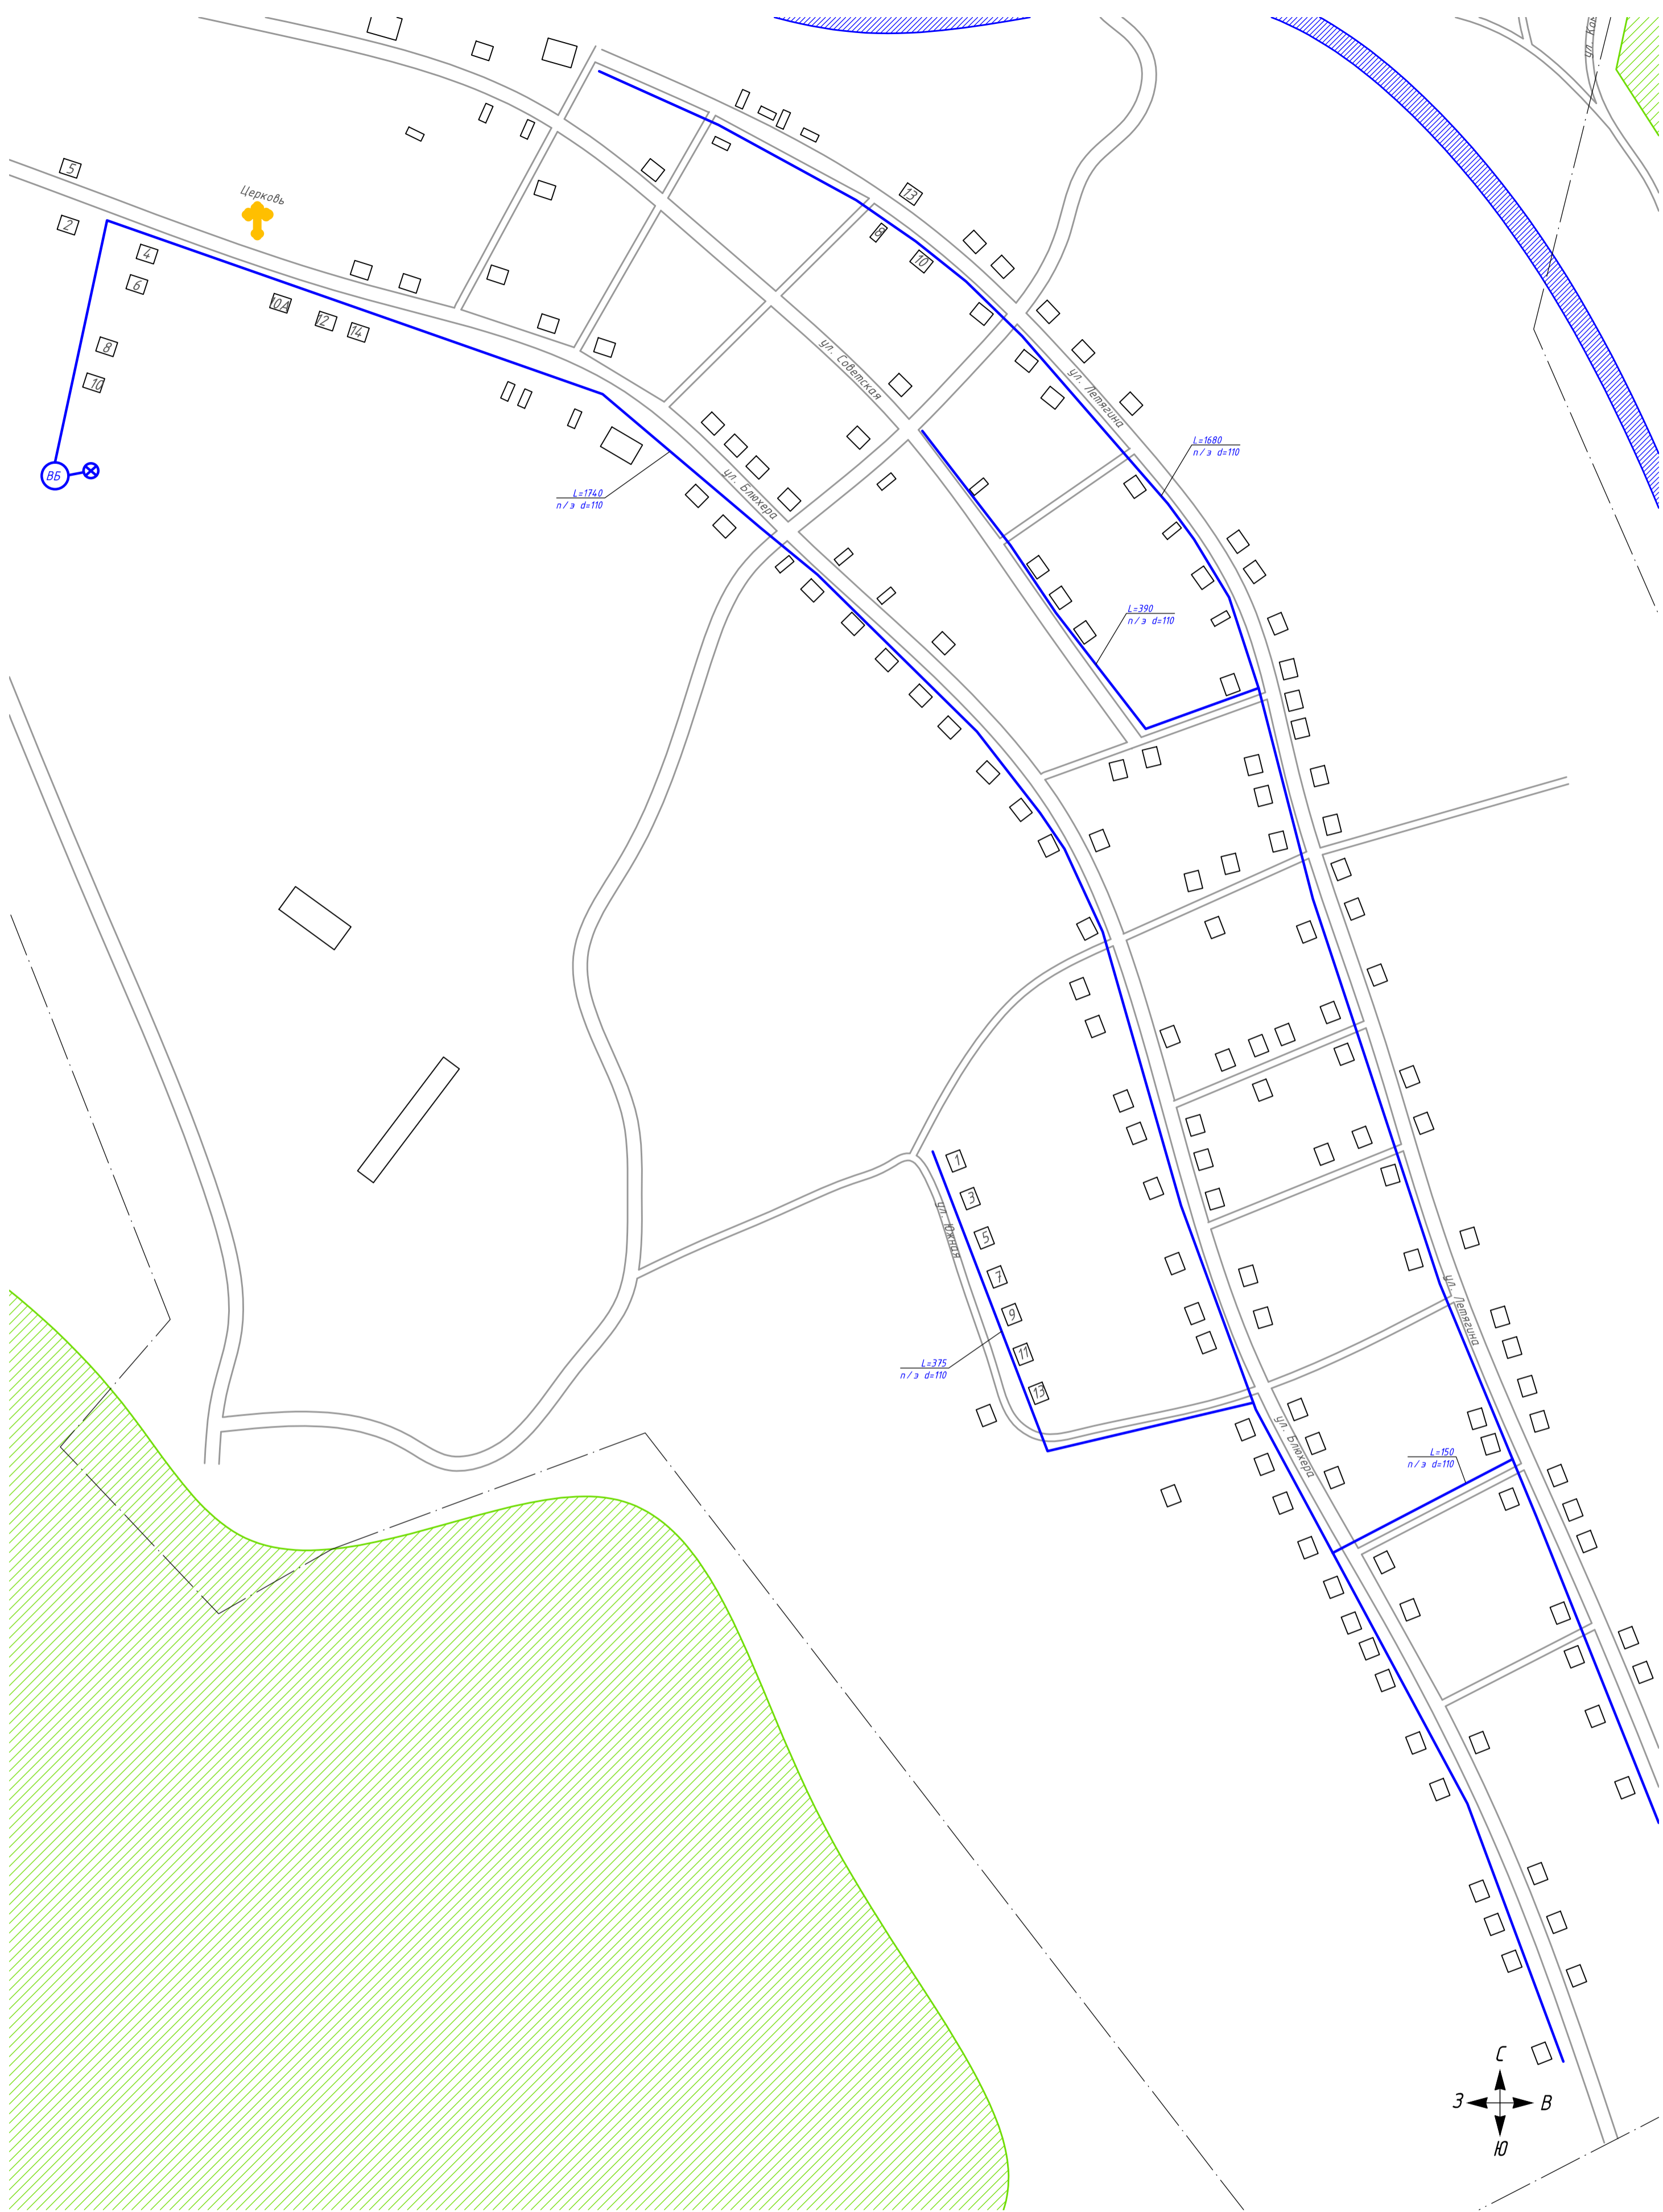 ул. Ков
5
Церковь
13
2
8
4
10
6
10А
12
14
ул. Советская
8
ул. Летягина
10
L=1680
п/э d=110
ВБ
ул. Блюхера
L=1740
п/э d=110
L=390
п/э d=110
1
3
ул. Южная
5
7
9
ул. Летягина
11
L=375
п/э d=110
13
ул. Блюхера
L=150
п/э d=110
С
З
В
Ю